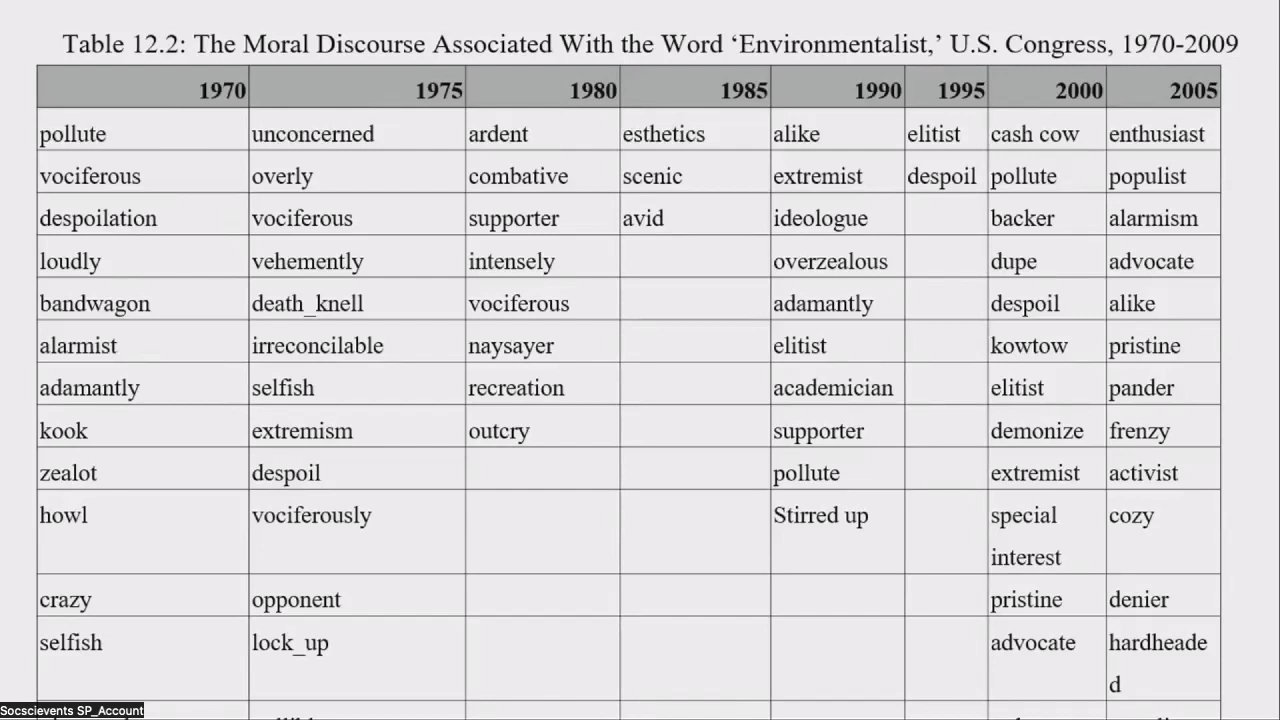 Table 12.2: The Moral Discourse Associated With the Word ‘Environmentalist,’ U.S. Congress, 1970-2009
1970 1975 1980 1985 1990 1995 2000 2005
pollute unconcerned ardent esthetics alike elitist cash cow enthusiast
vociferous overly combative scenic extremist despoil pollute populist
despoilation vociferous supporter avid ideologue backer alarmism
loudly vehemently intensely overzealous dupe advocate
bandwagon death_knell vociferous adamantly despoil alike
alarmist irreconcilable naysayer elitist kowtow pristine
adamantly selfish recreation academician elitist pander
kook extremism outcry supporter demonize frenzy
zealot despoil pollute extremist activist
howl vociferously Stirred up special cozy
interest
crazy opponent pristine denier
selfish lock_up advocate hardheade
d
Socscievents SP_Account